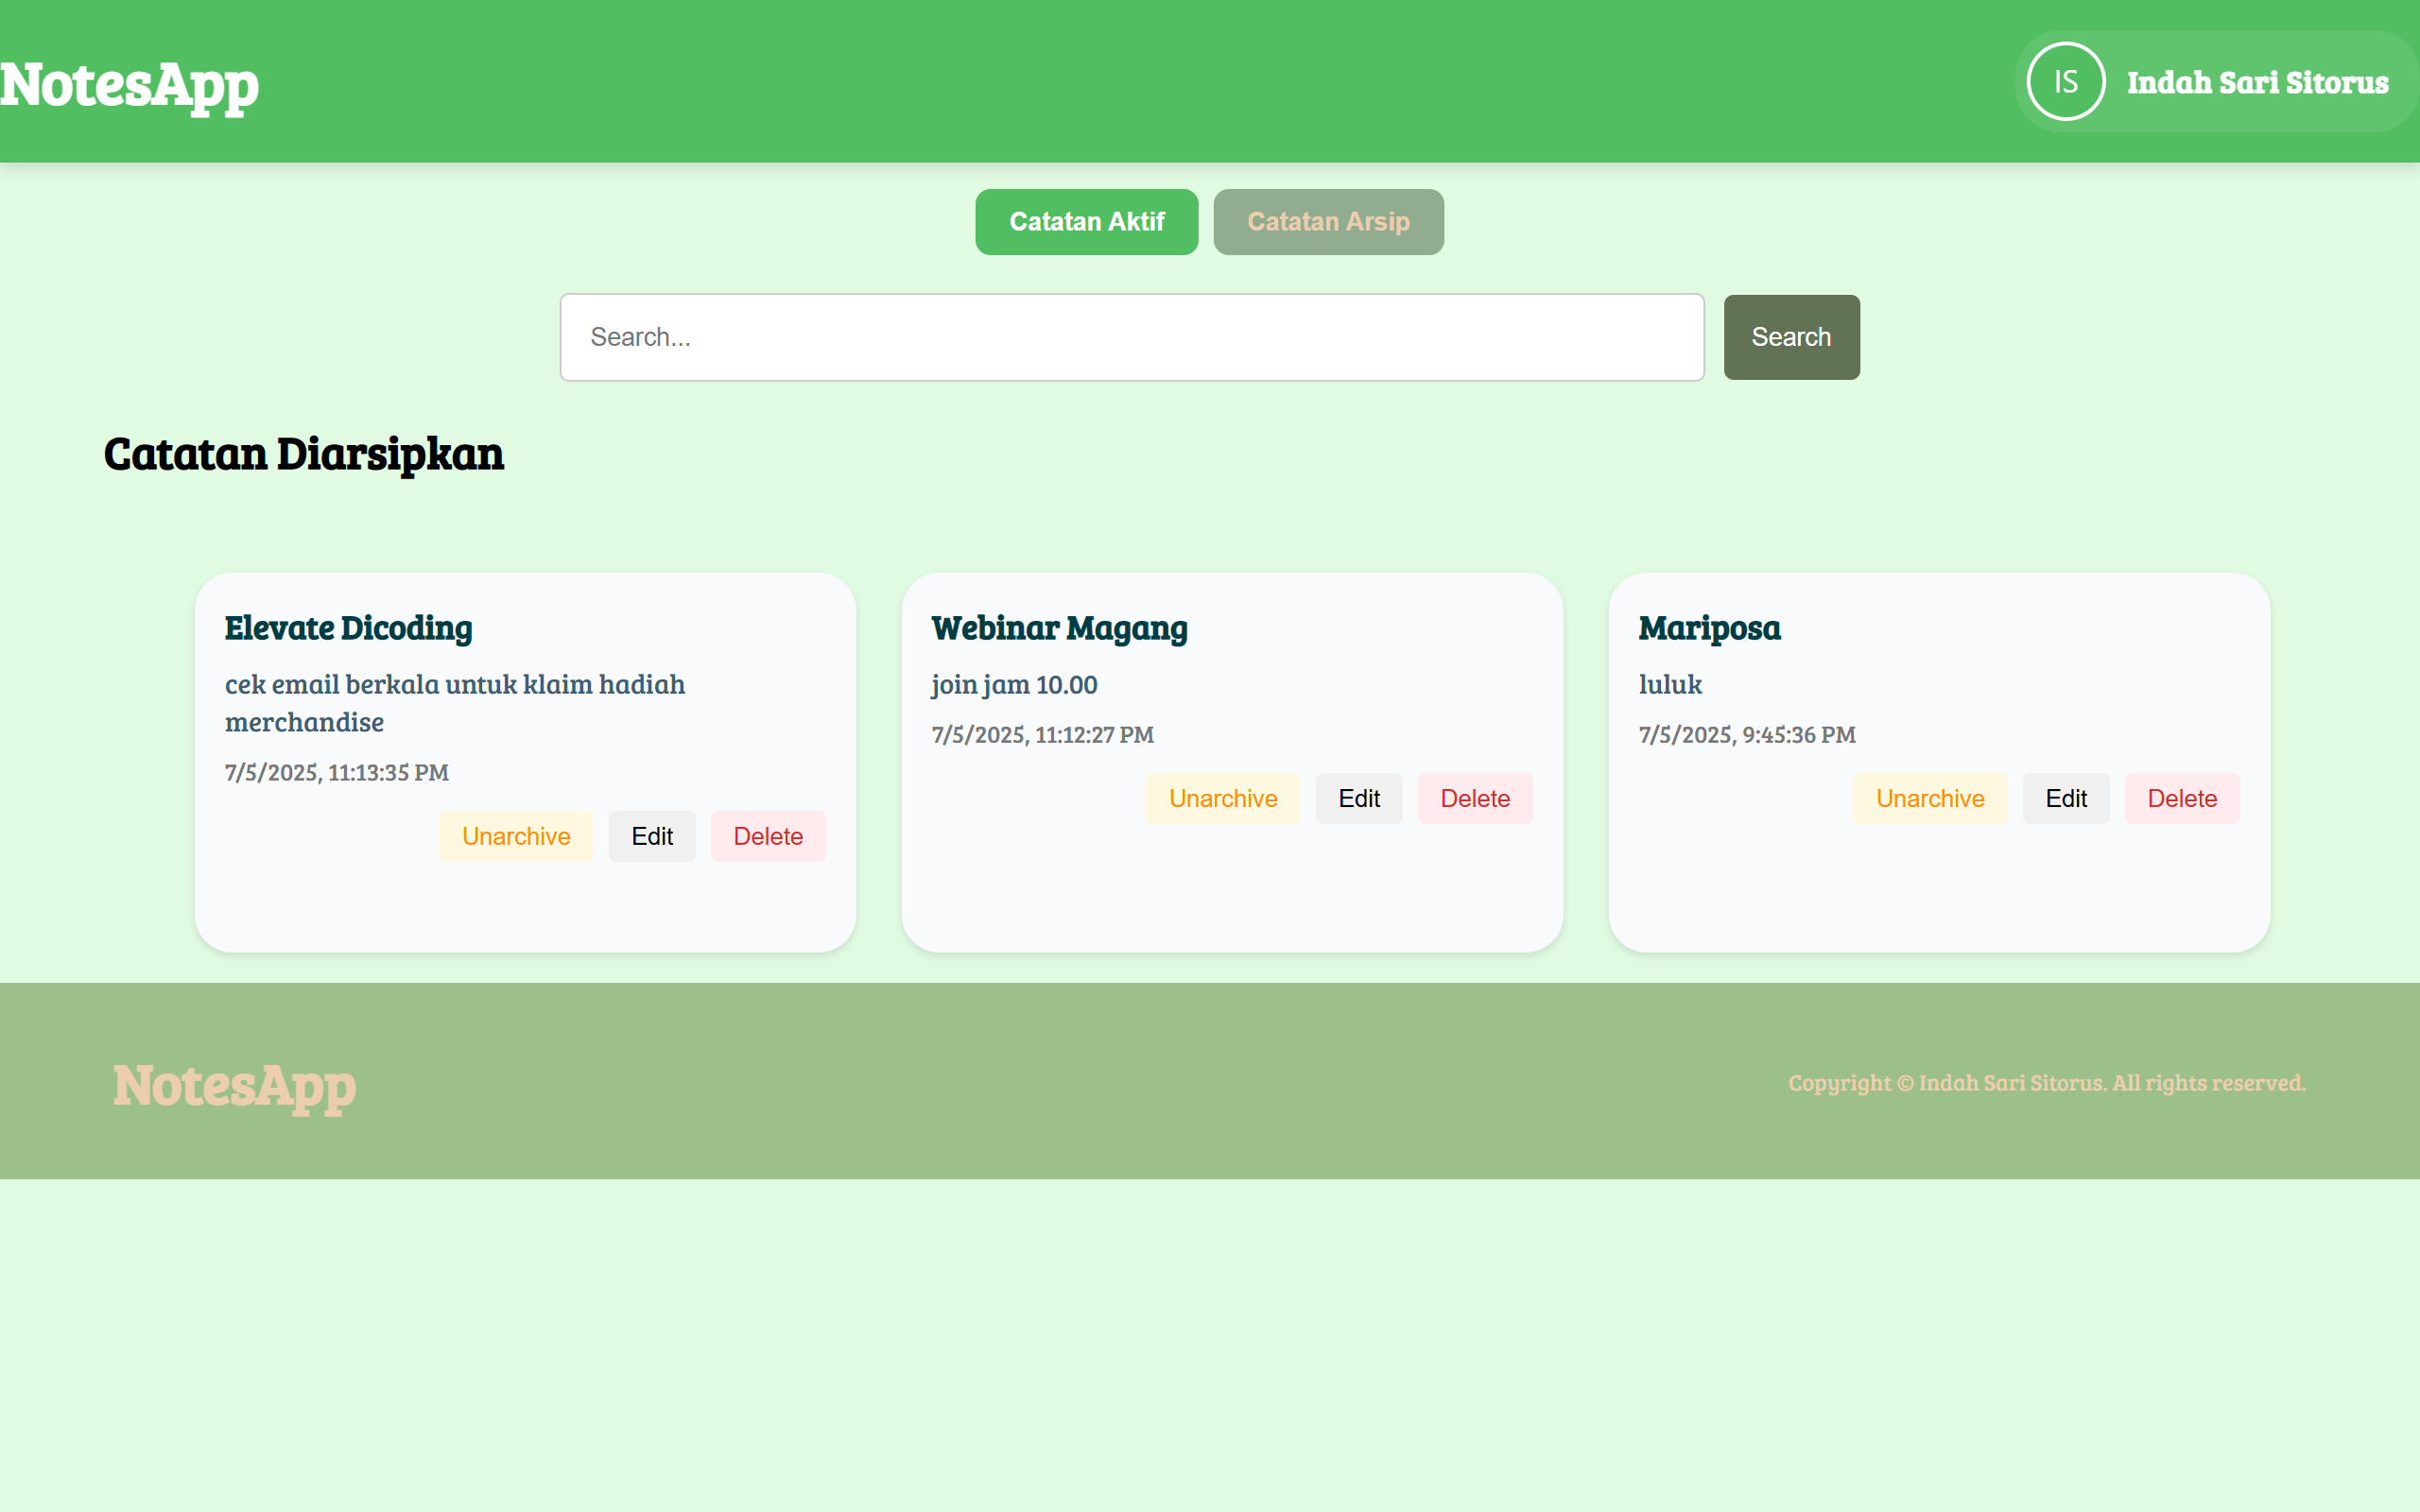 NotesApp
IS Indah Sari Sitorus
Catatan Aktif Catatan Arsip
Search... Search
Catatan Diarsipkan
Elevate Dicoding
cek email berkala untuk klaim hadiah
merchandise
7/5/2025, 11:13:35 PM
Unarchive Edit Delete
Webinar Magang
join jam 10.00
7/5/2025, 11:12:27 PM
Unarchive Edit Delete
Mariposa
luluk
7/5/2025, 9:45:36 PM
Unarchive Edit Delete
NotesApp
Copyright © Indah Sari Sitorus. All rights reserved.